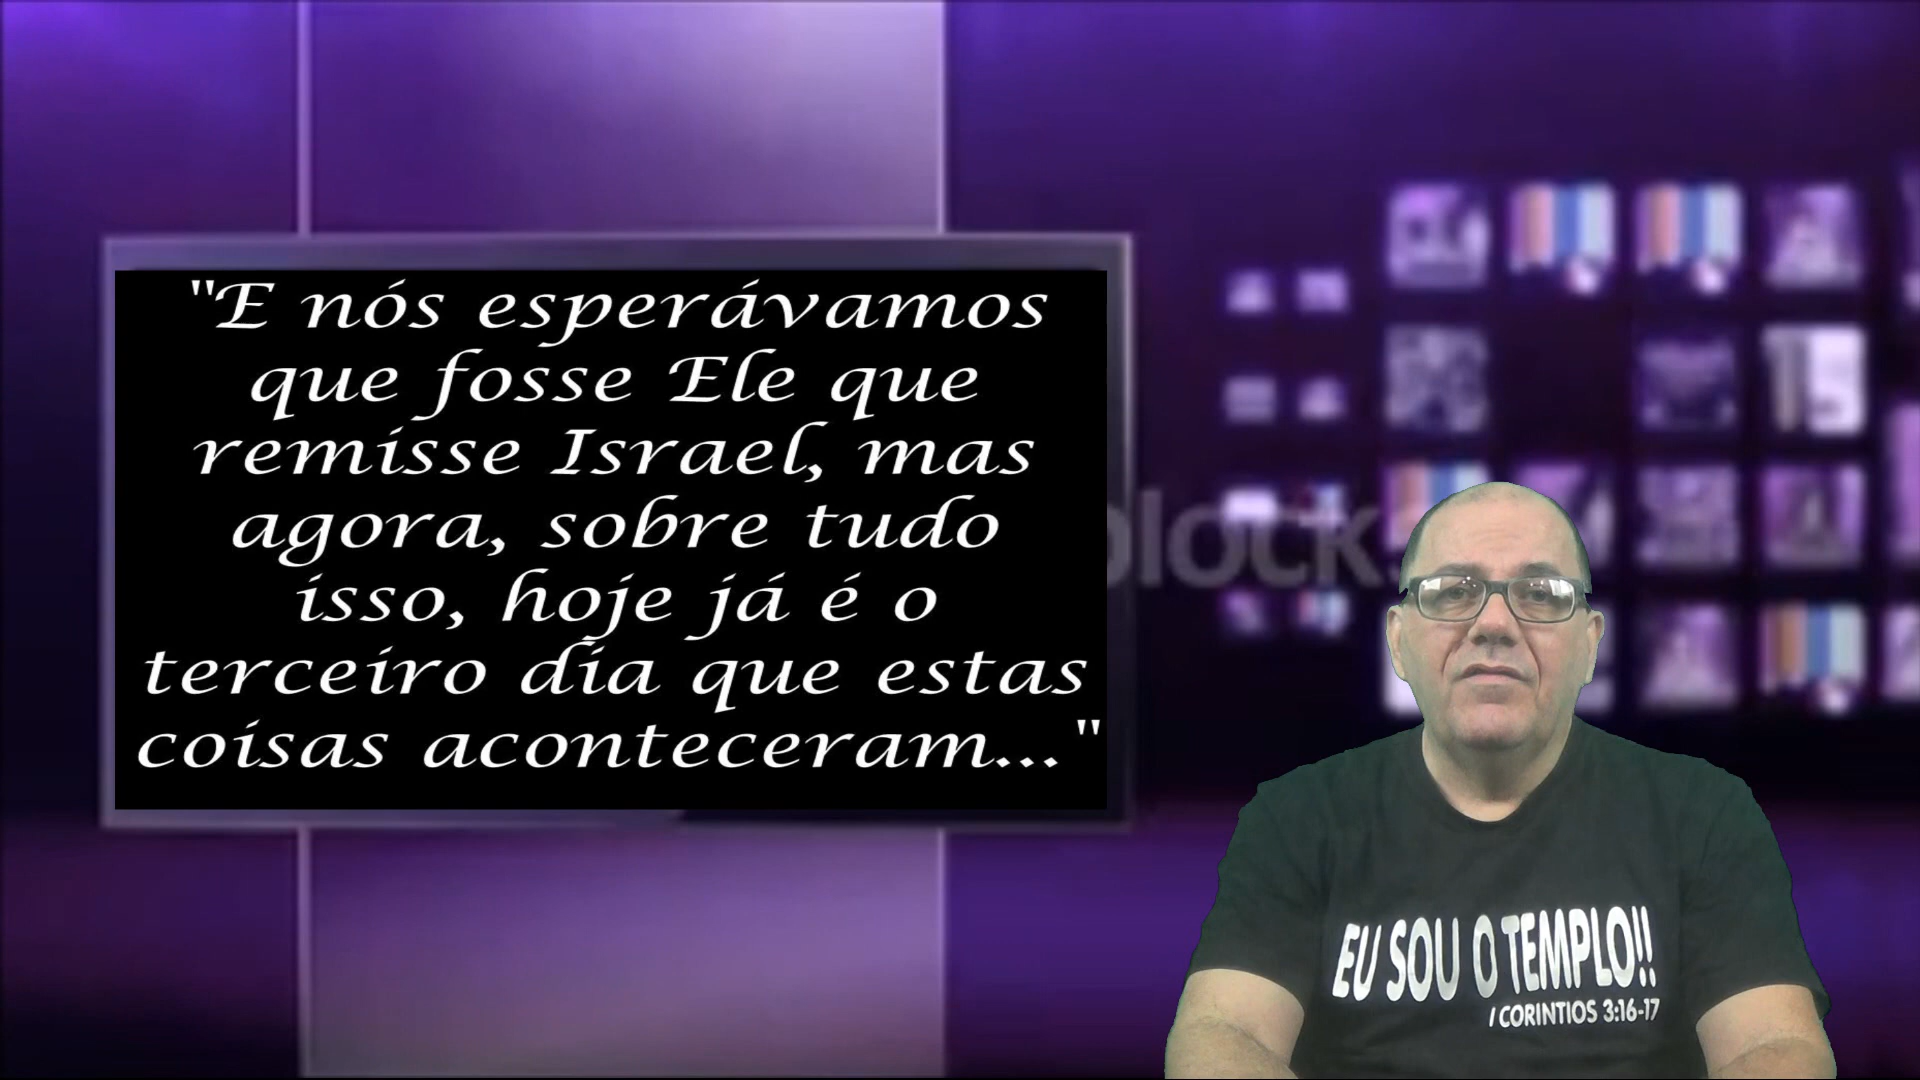 "E nós esperávamos
que fosse Ele que
remisse Israel, mas
agora, sobre tudo
isso, hoje já é o
terceiro dia que estas
coisas aconteceram..."
EU SOU O TEMPLO!!
I CORINTIOS 3:16-17